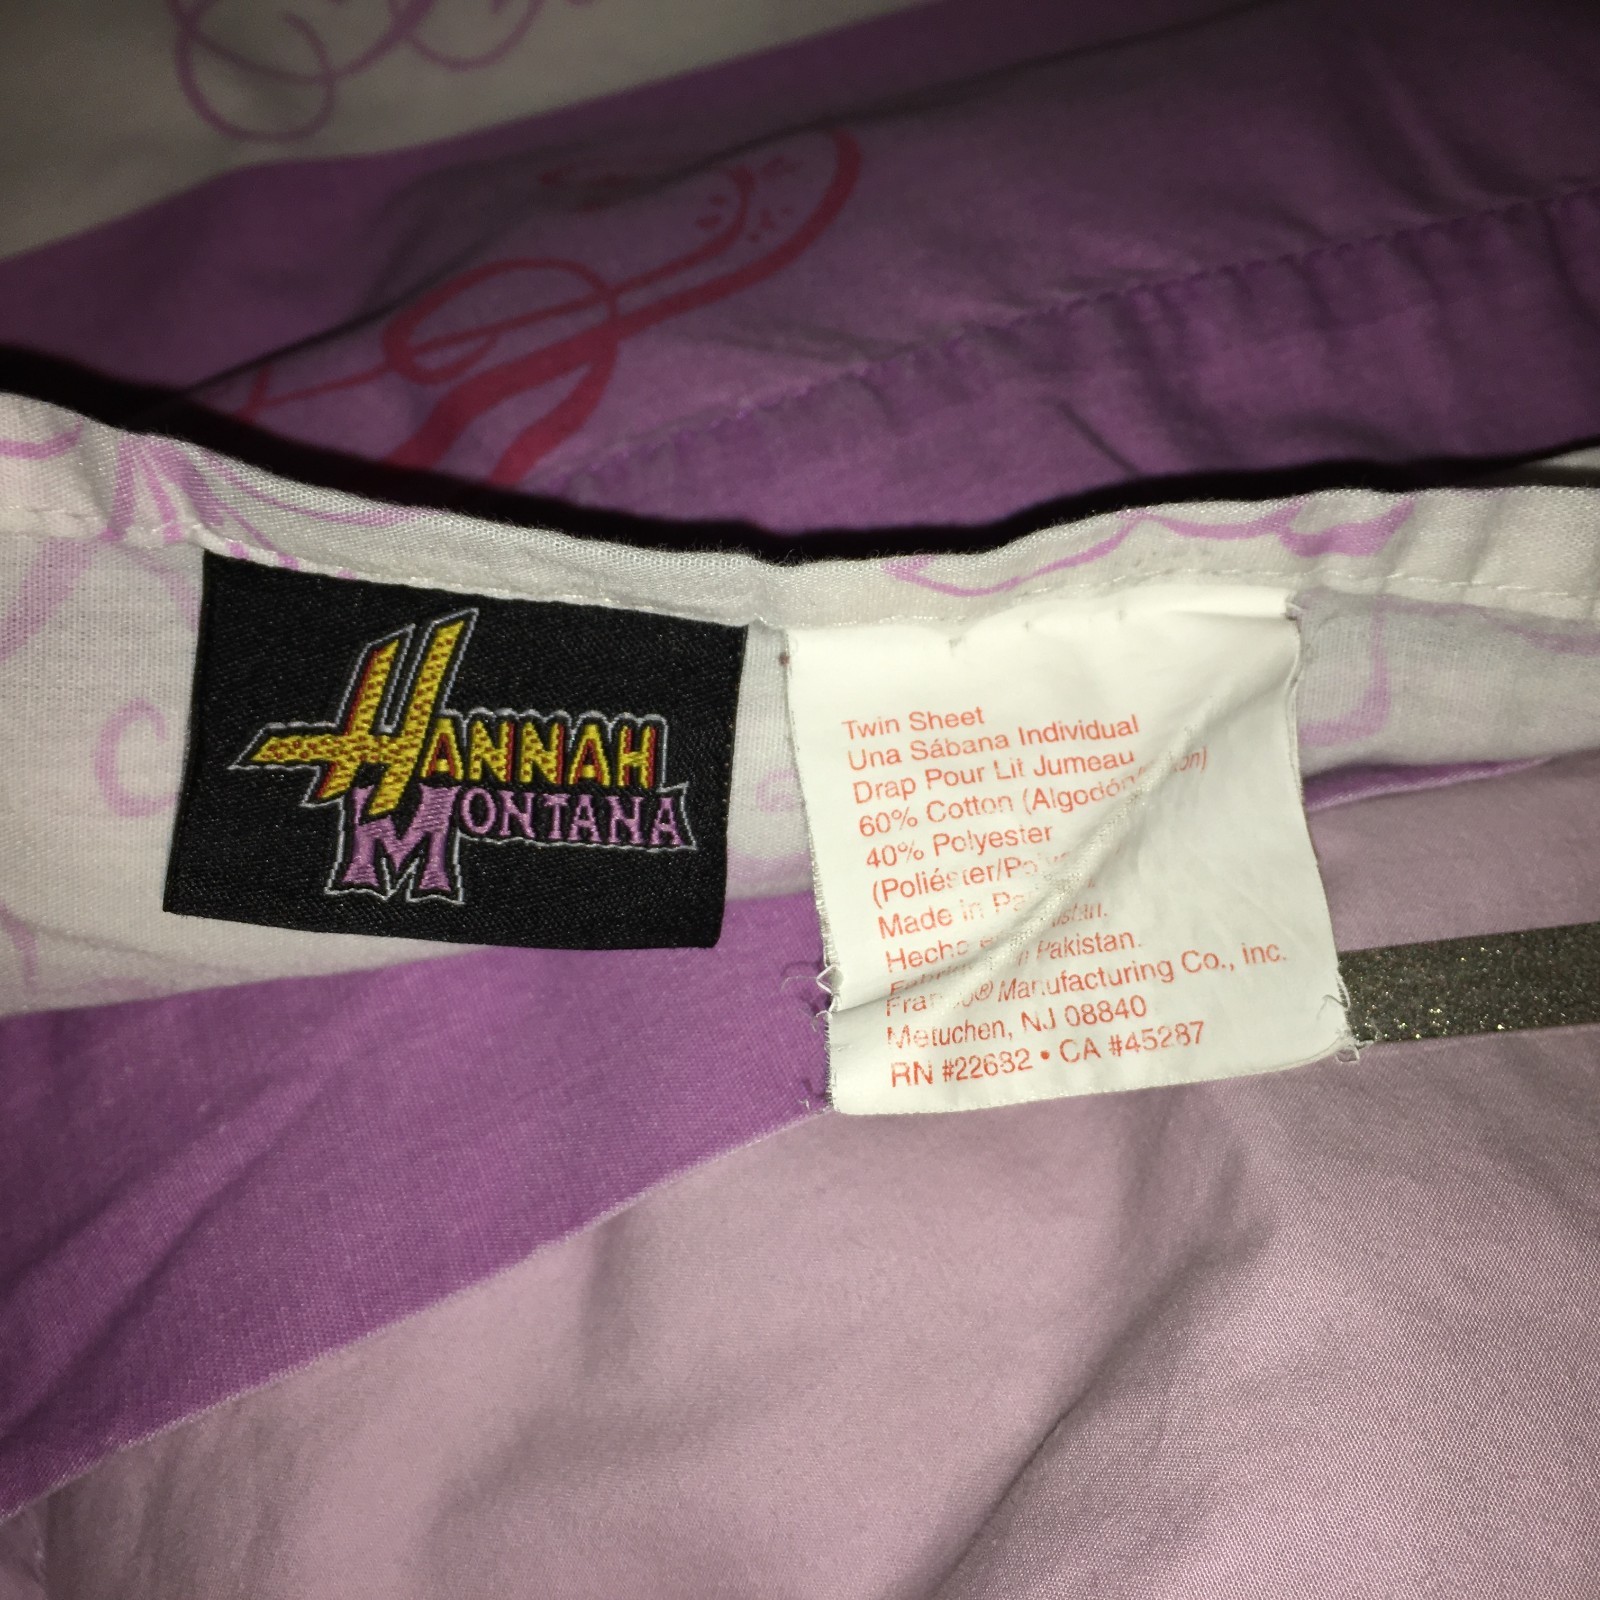 HANNAH
MONTANA
Twin Sheet
Una Sábana Individual
Drap Pour Lit Jumeau
60% Cotton
40% Polyester
Made in
Hecho Pakistan.
Manufacturing Co., inc.
Metuchen, NJ 08840
RN #22682 • CA #45287